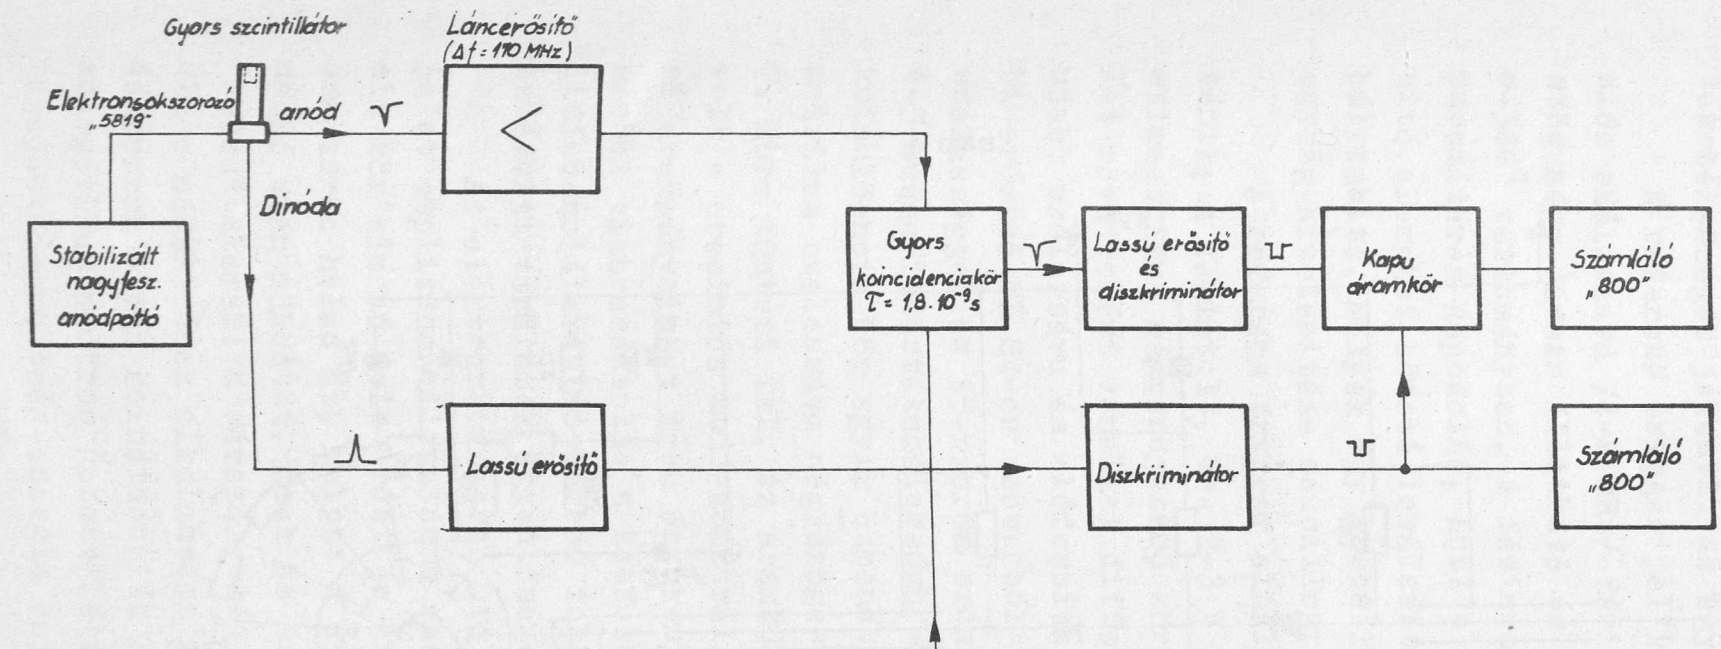 Gyors szcintillátor
Láncerősítő
(Δf = 170 MHz)
Elektronsokszorozó
„5819"
anód
Dinóda
Stabilizált
nagyfesz.
anódpótló
Gyors
koincidenciakör
τ = 1,8.10⁻⁹s
Lassú erősítő
és
diszkriminátor
Kapu
áramkör
Számláló
„800"
Lassú erősítő
Diszkriminátor
Számláló
„800"